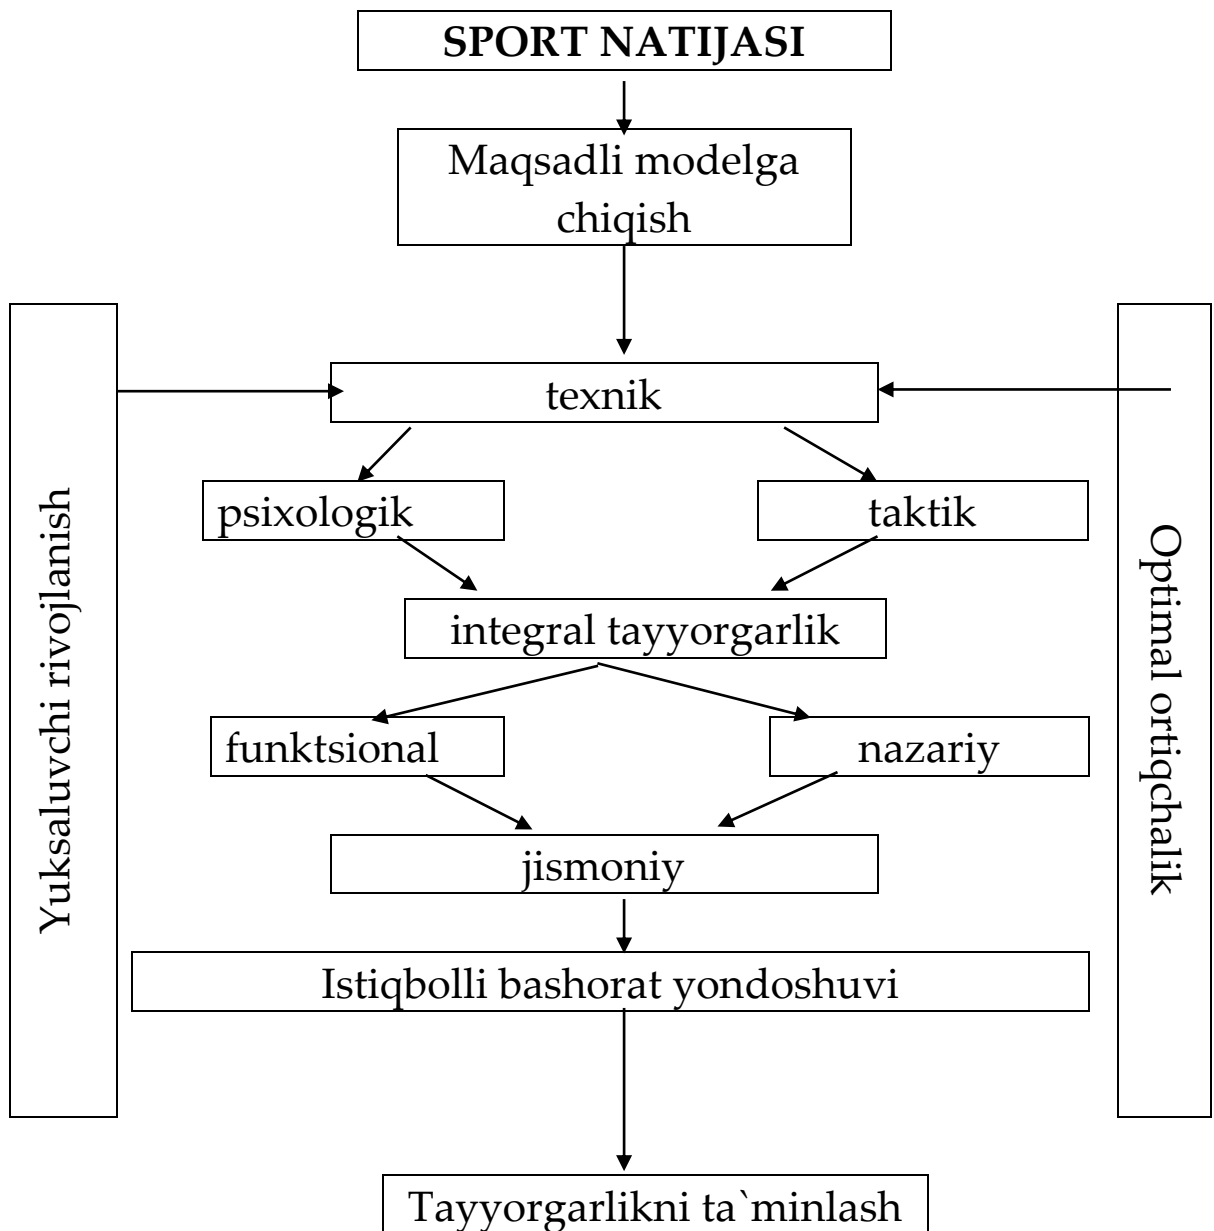 SPORT NATIJASI
Maqsadli modelga
chiqish
texnik
psixologik
taktik
integral tayyorgarlik
funktsional
nazariy
jismoniy
Istiqbolli bashorat yondoshuvi
Tayyorgarlikni ta`minlash
Yuksaluvchi rivojlanish
Optimal ortiqchalik